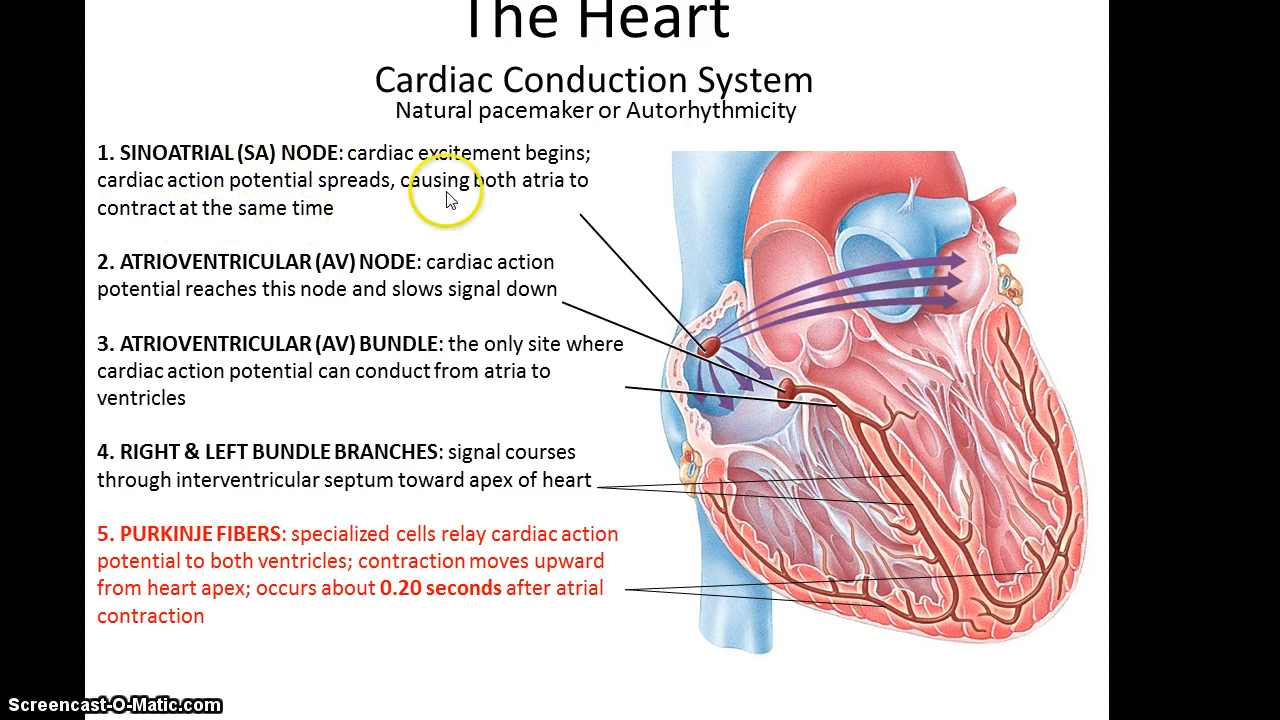 The Heart
Cardiac Conduction System
Natural pacemaker or Autorhythmicity
1. SINOATRIAL (SA) NODE: cardiac excitement begins;
cardiac action potential spreads, causing both atria to
contract at the same time
2. ATRIOVENTRICULAR (AV) NODE: cardiac action
potential reaches this node and slows signal down
3. ATRIOVENTRICULAR (AV) BUNDLE: the only site where
cardiac action potential can conduct from atria to
ventricles
4. RIGHT & LEFT BUNDLE BRANCHES: signal courses
through interventricular septum toward apex of heart
5. PURKINJE FIBERS: specialized cells relay cardiac action
potential to both ventricles; contraction moves upward
from heart apex; occurs about 0.20 seconds after atrial
contraction
Screencast-O-Matic.com